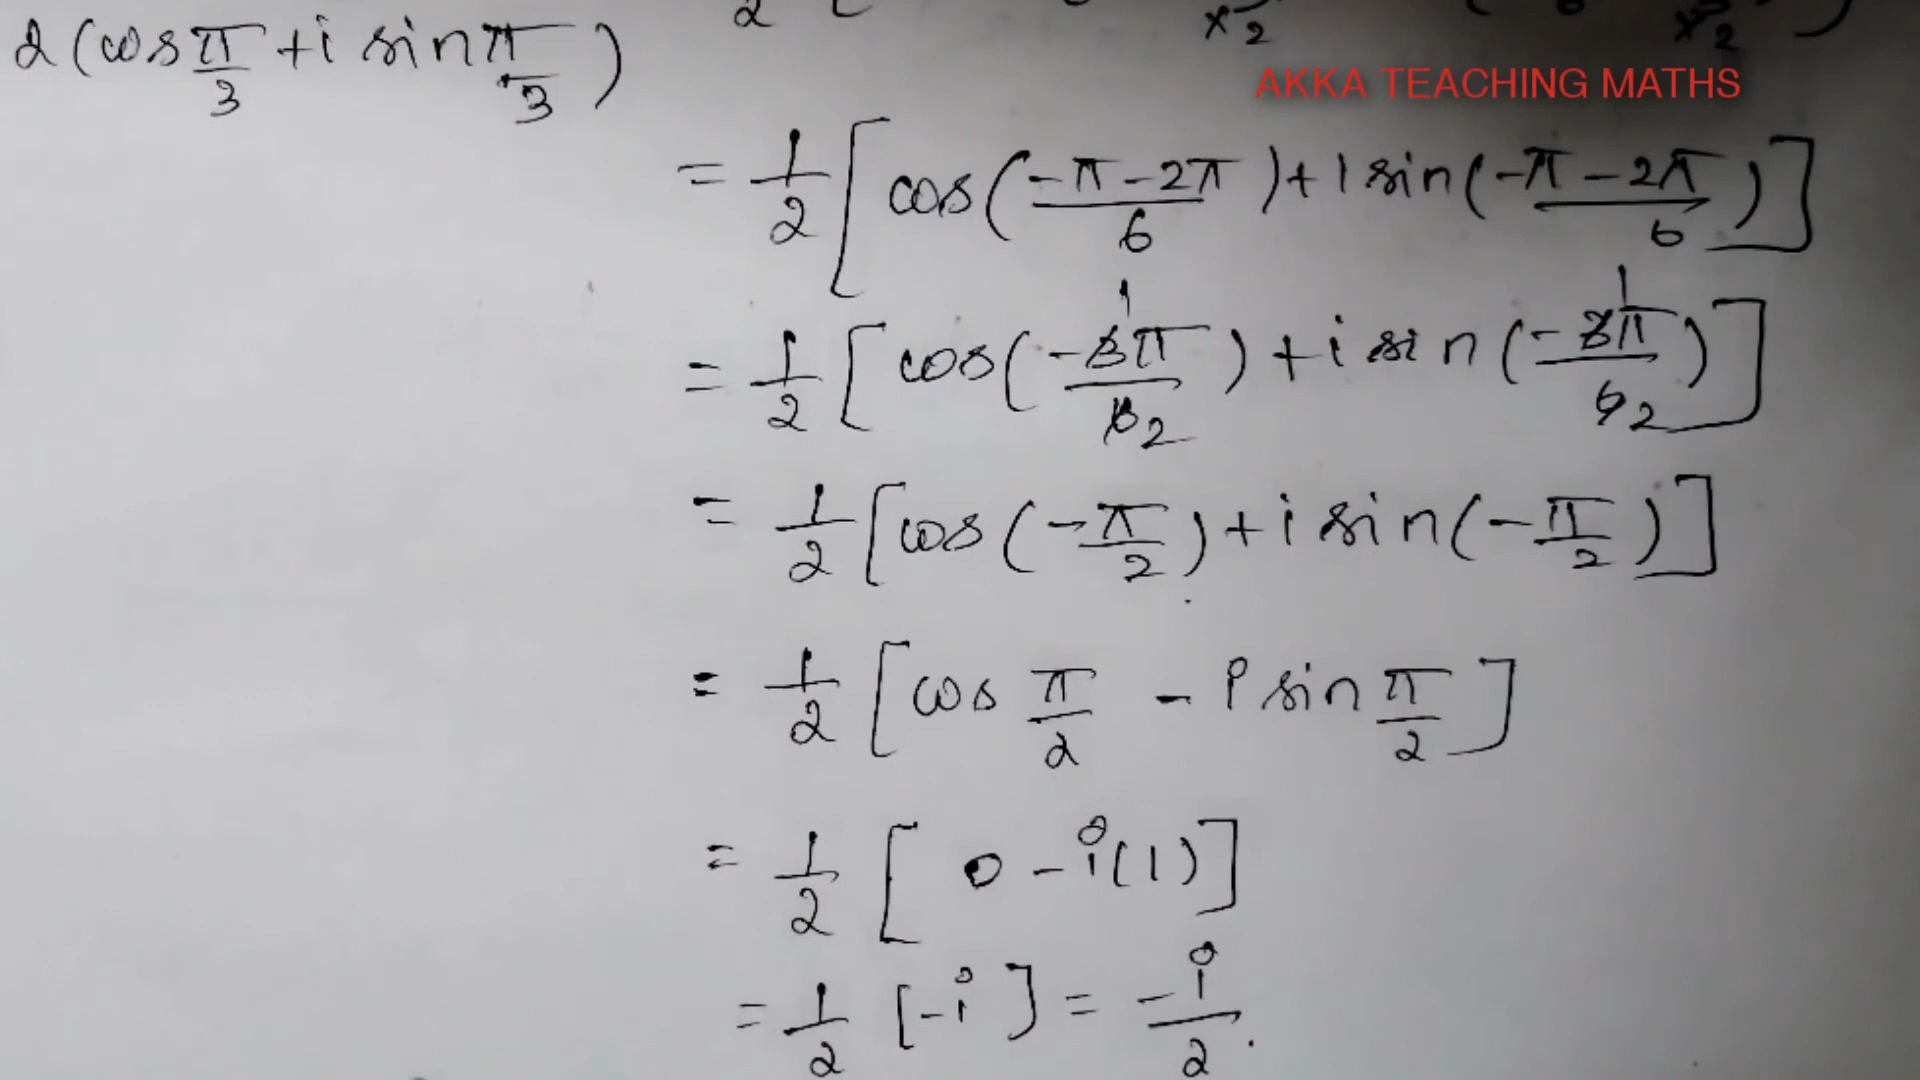 2(cos π/3 + i sin π/3)
AKKA TEACHING MATHS
= 1/2 [cos(-π-2π/6) + i sin(-π-2π/6)]
= 1/2 [cos(-3π/6) + i sin(-3π/6)]
= 1/2 [cos(-π/2) + i sin(-π/2)]
= 1/2 [cos π/2 - i sin π/2]
= 1/2 [0 - i(1)]
= 1/2 [-i] = -i/2.